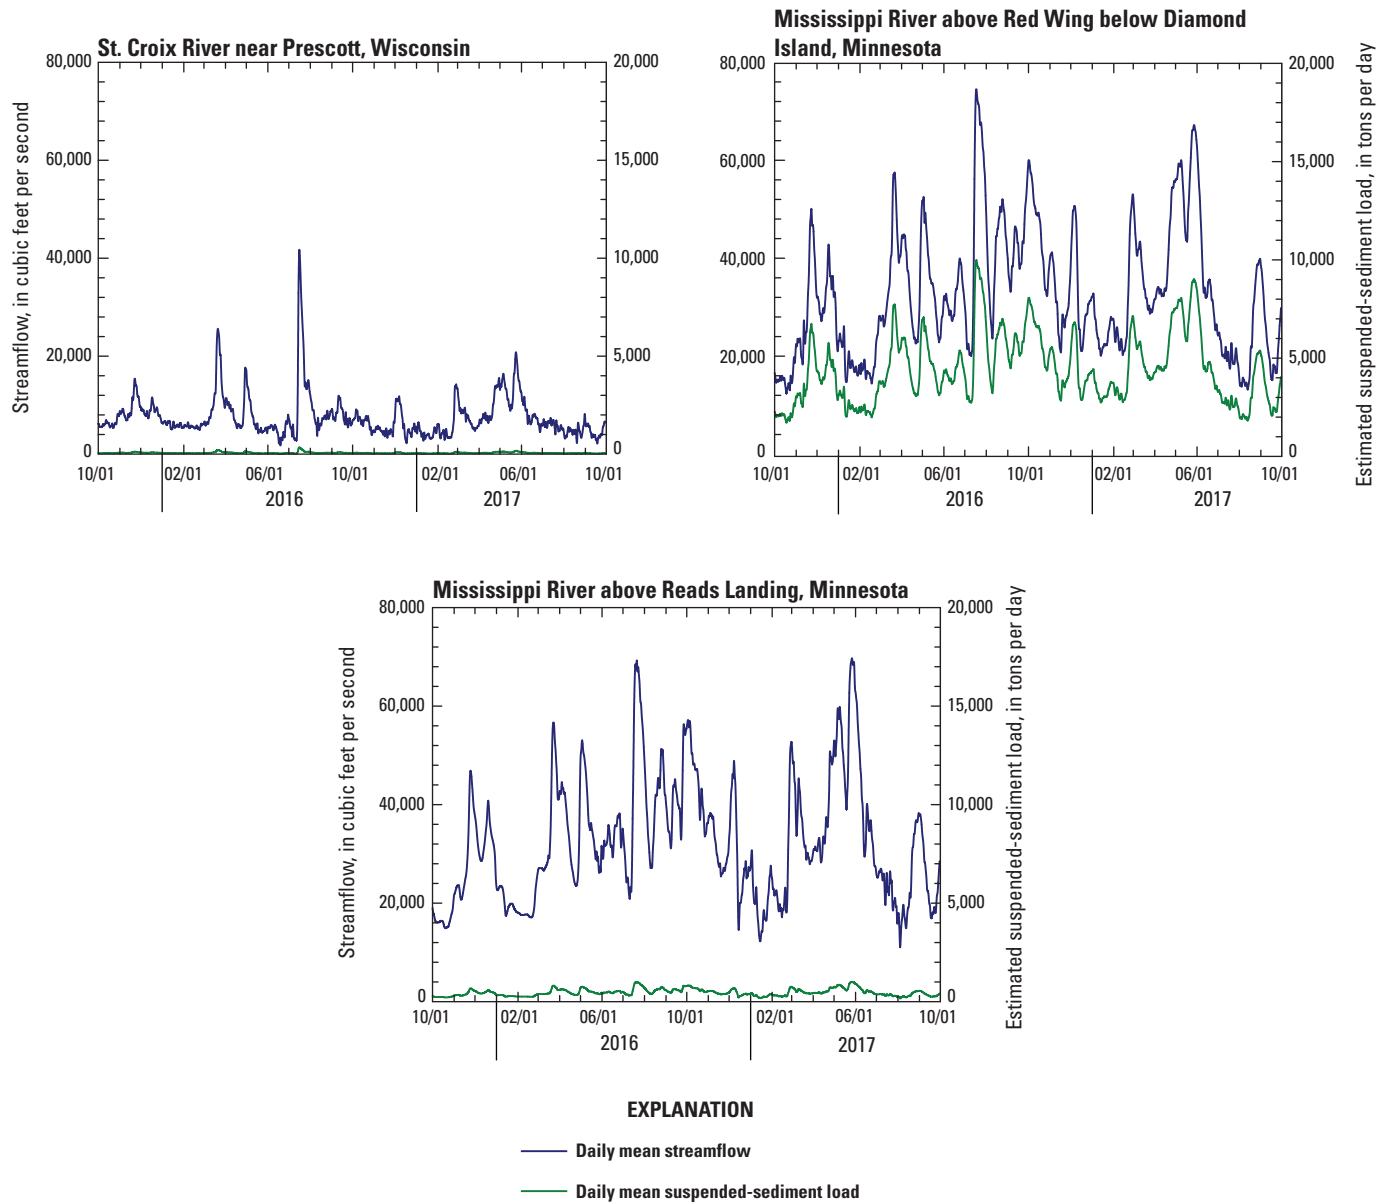 St. Croix River near Prescott, Wisconsin
80,000
60,000
40,000
20,000
0
20,000
15,000
10,000
5,000
0
Streamflow, in cubic feet per second
10/01 02/01 06/01 10/01 02/01 06/01 10/01
2016 2017
Mississippi River above Red Wing below Diamond
Island, Minnesota
80,000
60,000
40,000
20,000
0
20,000
15,000
10,000
5,000
0
Estimated suspended-sediment load, in tons per day
10/01 02/01 06/01 10/01 02/01 06/01 10/01
2016 2017
Mississippi River above Reads Landing, Minnesota
80,000
60,000
40,000
20,000
0
20,000
15,000
10,000
5,000
0
Streamflow, in cubic feet per second
Estimated suspended-sediment load, in tons per day
10/01 02/01 06/01 10/01 02/01 06/01 10/01
2016 2017
EXPLANATION
Daily mean streamflow
Daily mean suspended-sediment load